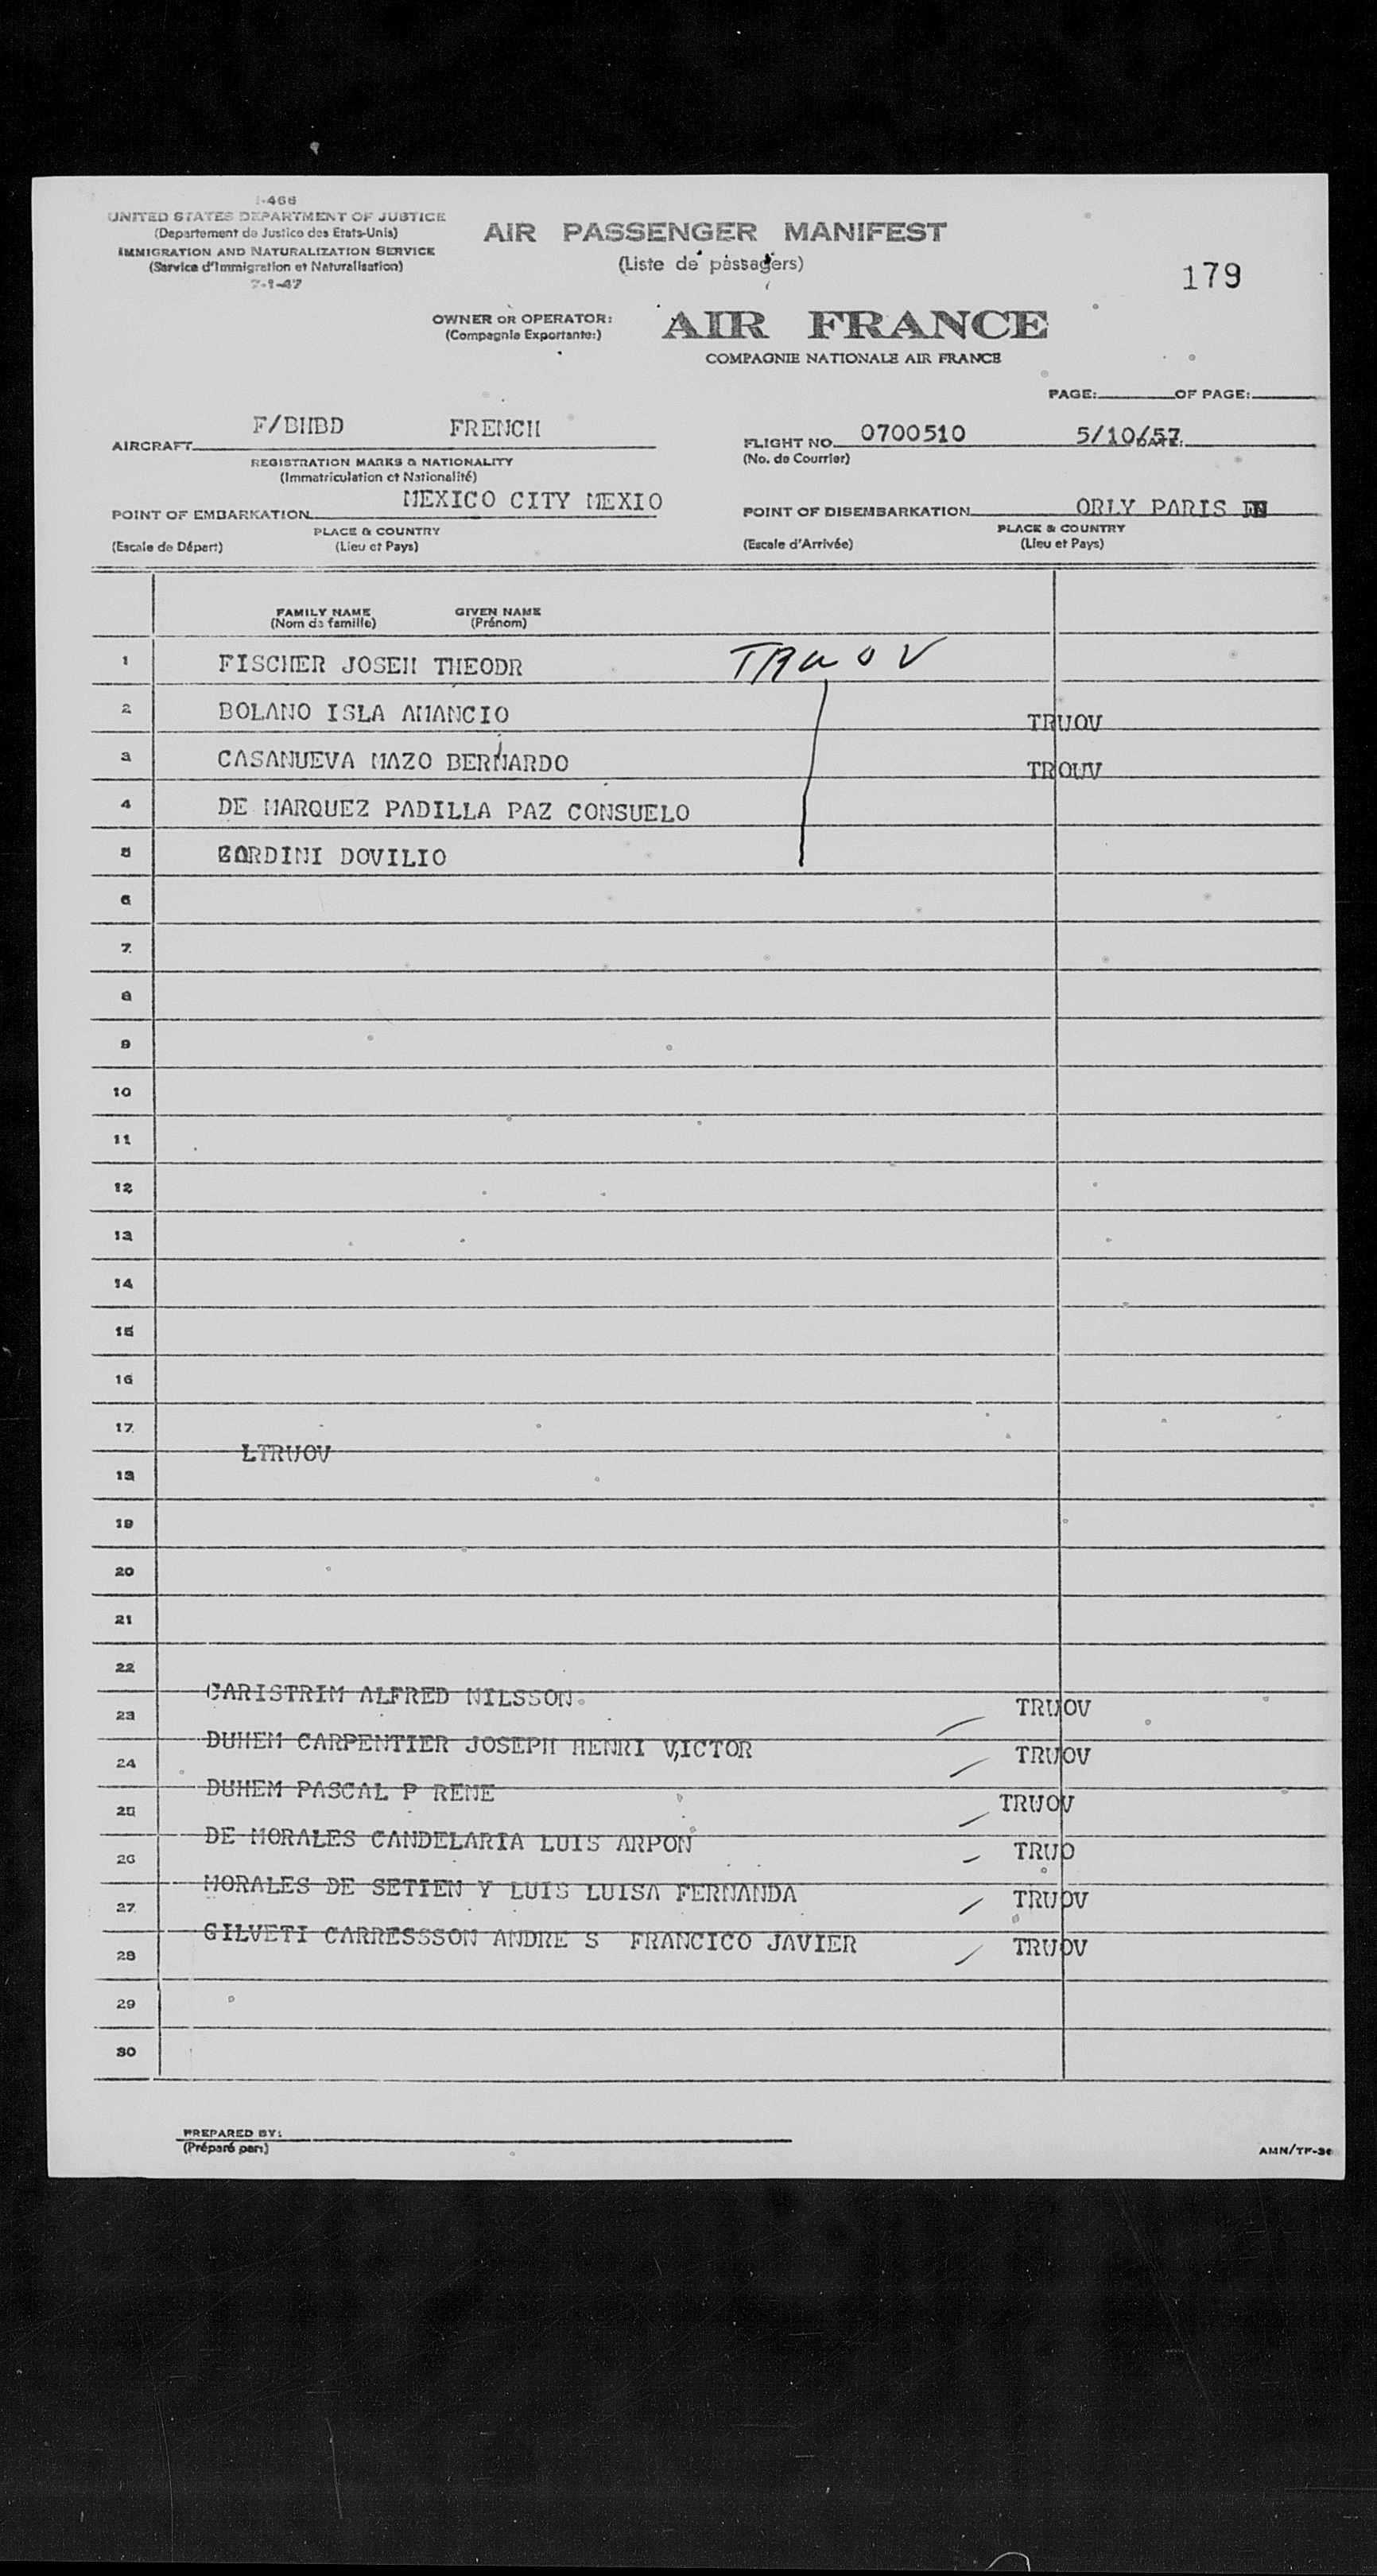 I-466
UNITED STATES DEPARTMENT OF JUSTICE
(Departement de Justice des Etats-Unis)
IMMIGRATION AND NATURALIZATION SERVICE
(Service d'Immigration et Naturalisation)
7-1-47
AIR PASSENGER MANIFEST
(Liste de passagers)
179
OWNER OR OPERATOR: AIR FRANCE
(Compagnie Exportante:)
COMPAGNIE NATIONALE AIR FRANCE
PAGE: OF PAGE:
AIRCRAFT F/BHBD FRENCH
REGISTRATION MARKS & NATIONALITY
(Immatriculation et Nationalité)
FLIGHT NO. 0700510 5/10/57
(No. de Courrier)
POINT OF EMBARKATION MEXICO CITY MEXIO
PLACE & COUNTRY
(Escale de Départ) (Lieu et Pays)
POINT OF DISEMBARKATION ORLY PARIS
PLACE & COUNTRY
(Escale d'Arrivée) (Lieu et Pays)
FAMILY NAME GIVEN NAME
(Nom de famille) (Prénom)
1 FISCHER JOSEH THEODR TRUOV
2 BOLANO ISLA AMANCIO TRUOV
3 CASANUEVA MAZO BERNARDO TROUV
4 DE MARQUEZ PADILLA PAZ CONSUELO
5 DOVILIO
6
7
8
9
10
11
12
13
14
15
16
17
LTRUOV
18
19
20
21
22
CARISTRIM ALFRED NILSSON TRUOV
23
DUHEM CARPENTIER JOSEPH HENRI VICTOR TRUOV
24
DUHEM PASCAL P RENE TRUOV
25
DE MORALES CANDELARIA LUIS ARPON TRUO
26
MORALES DE SETIEN Y LUIS LUISA FERNANDA TRUOV
27
GILVETI CARRESSSON ANDRE S FRANCICO JAVIER TRUOV
28
29
30
PREPARED BY:
(Préparé par:)